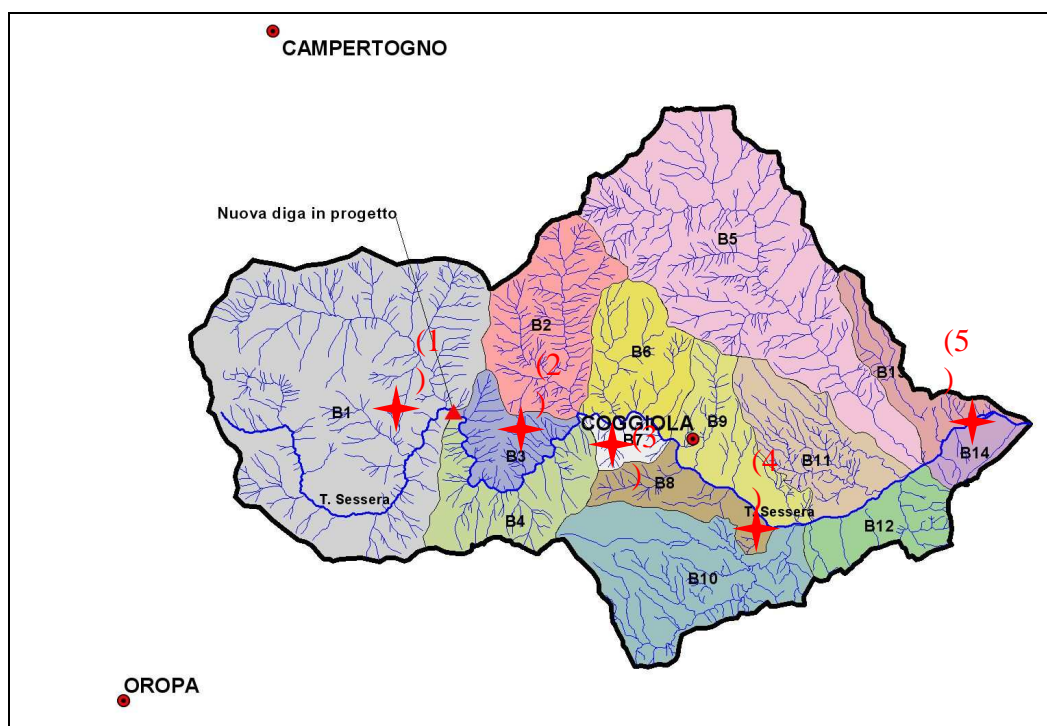 CAMPERTOGNO
Nuova diga in progetto
B5
B2
(1
)
B6
(2
)
(5
)
B13
B1
COGGIOLA
B9
B7
(3
)
B3
B14
B11
(4
)
B8
T. Sessera
T. Sessera
B4
B12
B10
OROPA